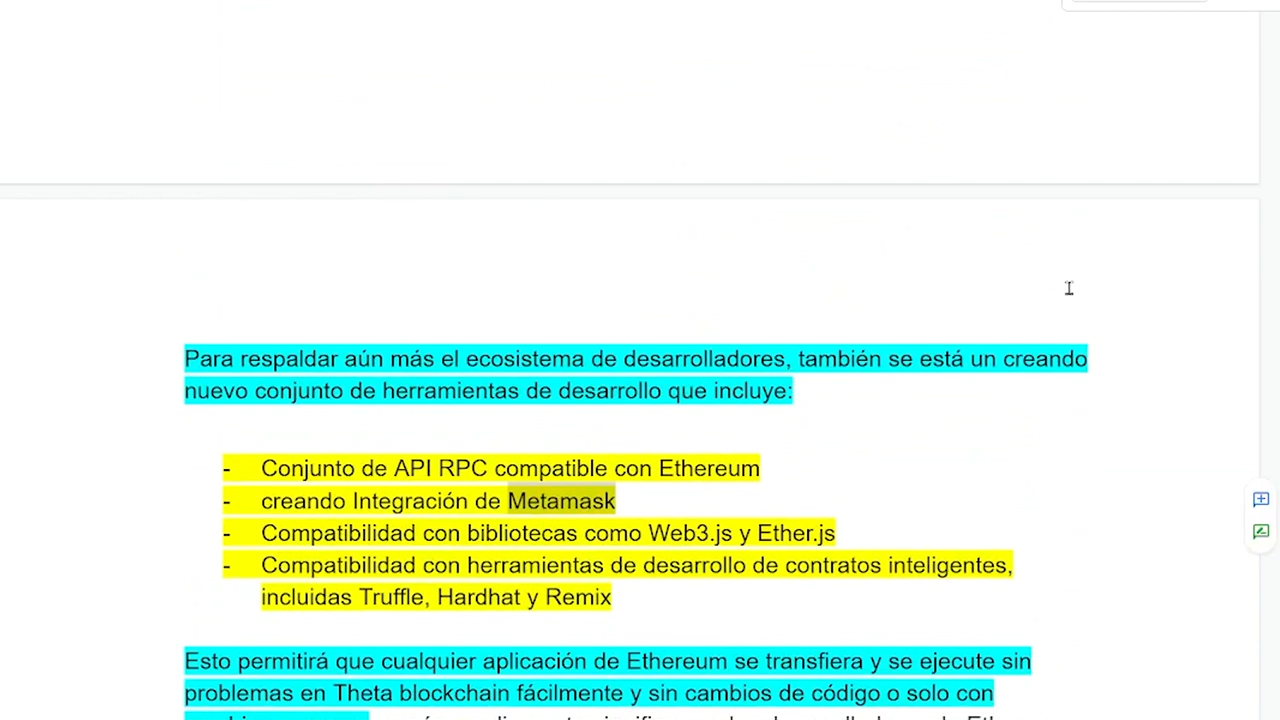 Para respaldar aún más el ecosistema de desarrolladores, también se está un creando
nuevo conjunto de herramientas de desarrollo que incluye:
- Conjunto de API RPC compatible con Ethereum
- creando Integración de Metamask
- Compatibilidad con bibliotecas como Web3.js y Ether.js
- Compatibilidad con herramientas de desarrollo de contratos inteligentes,
incluidas Truffle, Hardhat y Remix
Esto permitirá que cualquier aplicación de Ethereum se transfiera y se ejecute sin
problemas en Theta blockchain fácilmente y sin cambios de código o solo con